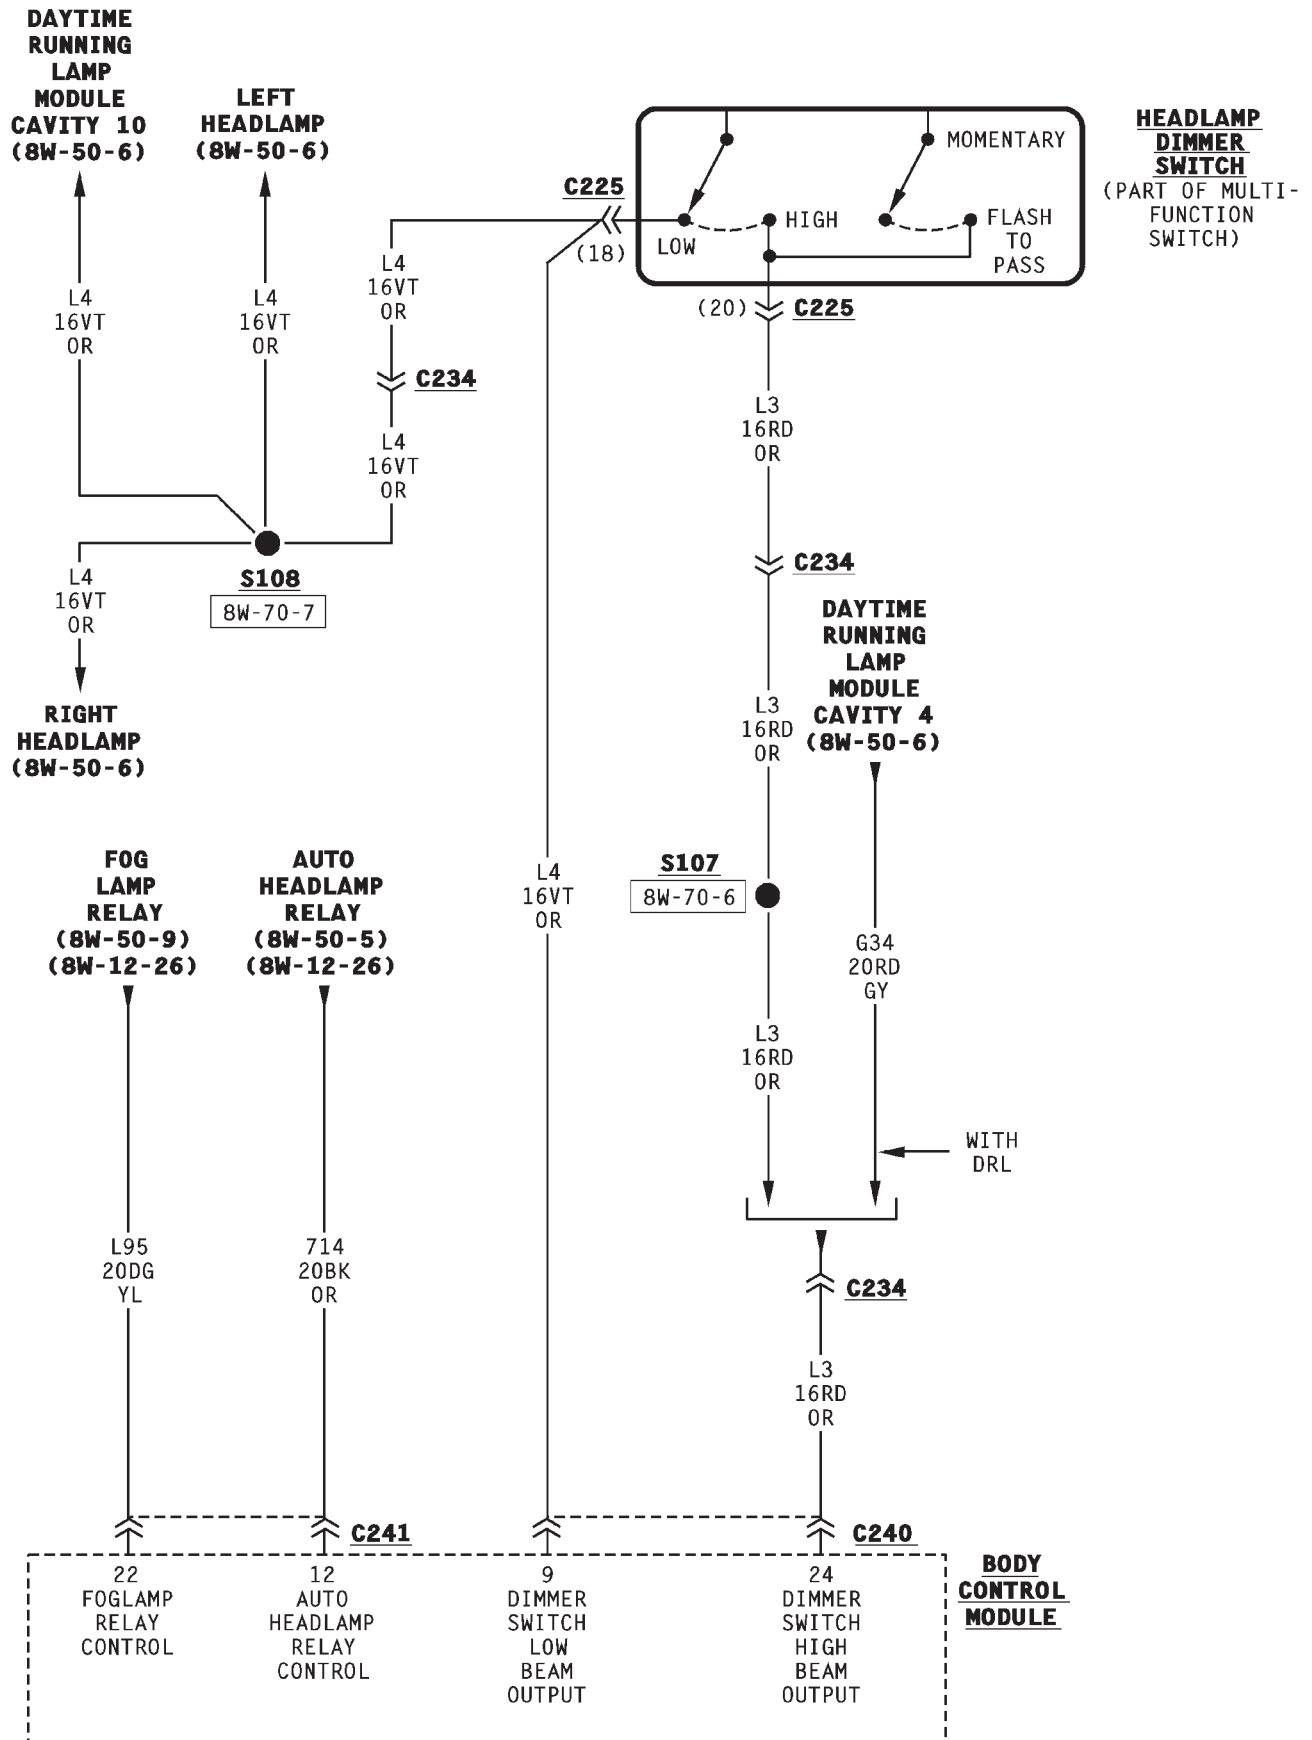 DAYTIME
RUNNING
LAMP
MODULE
CAVITY 10
(8W-50-6)
LEFT
HEADLAMP
(8W-50-6)
HEADLAMP
DIMMER
SWITCH
(PART OF MULTI-
FUNCTION
SWITCH)
MOMENTARY
C225
(18)
LOW
HIGH
FLASH
TO
PASS
(20)
C225
L4
16VT
OR
L4
16VT
OR
L4
16VT
OR
C234
L4
16VT
OR
L3
16RD
OR
C234
S108
8W-70-7
L4
16VT
OR
RIGHT
HEADLAMP
(8W-50-6)
DAYTIME
RUNNING
LAMP
MODULE
CAVITY 4
(8W-50-6)
L3
16RD
OR
S107
8W-70-6
FOG
LAMP
RELAY
(8W-50-9)
(8W-12-26)
AUTO
HEADLAMP
RELAY
(8W-50-5)
(8W-12-26)
L4
16VT
OR
G34
20RD
GY
L3
16RD
OR
WITH
DRL
L95
20DG
YL
714
20BK
OR
C234
L3
16RD
OR
C241
C240
22
FOGLAMP
RELAY
CONTROL
12
AUTO
HEADLAMP
RELAY
CONTROL
9
DIMMER
SWITCH
LOW
BEAM
OUTPUT
24
DIMMER
SWITCH
HIGH
BEAM
OUTPUT
BODY
CONTROL
MODULE